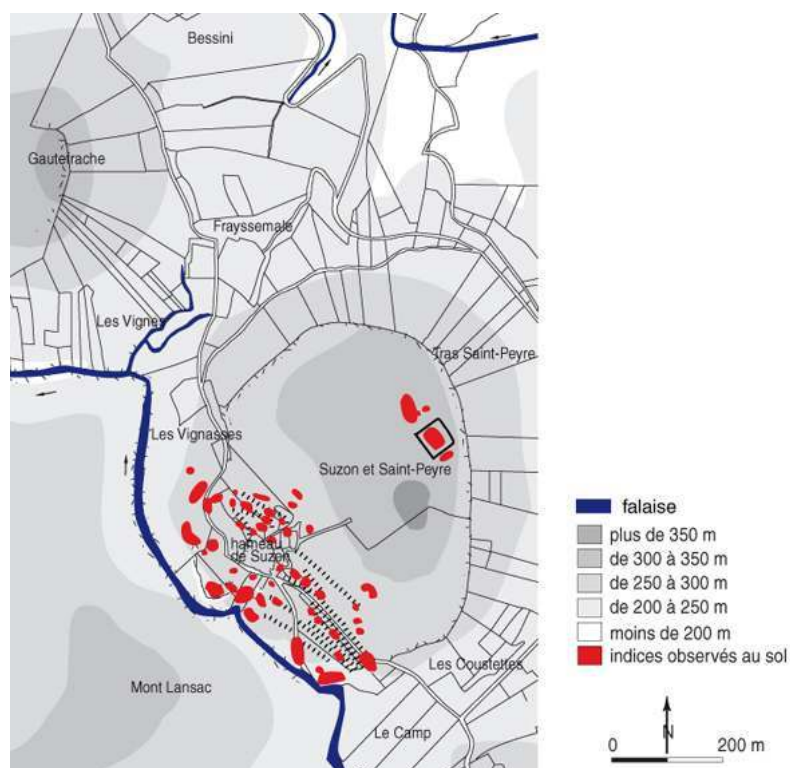 Bessini
Gautefrache
Frayssemale
Les Vignes
Tras Saint-Peyre
Les Vignasses
Suzon et Saint-Peyre
hameau
de Suzon
Mont Lansac
Les Coustettes
Le Camp
falaise
plus de 350 m
de 300 à 350 m
de 250 à 300 m
de 200 à 250 m
moins de 200 m
indices observés au sol
N
0 200 m